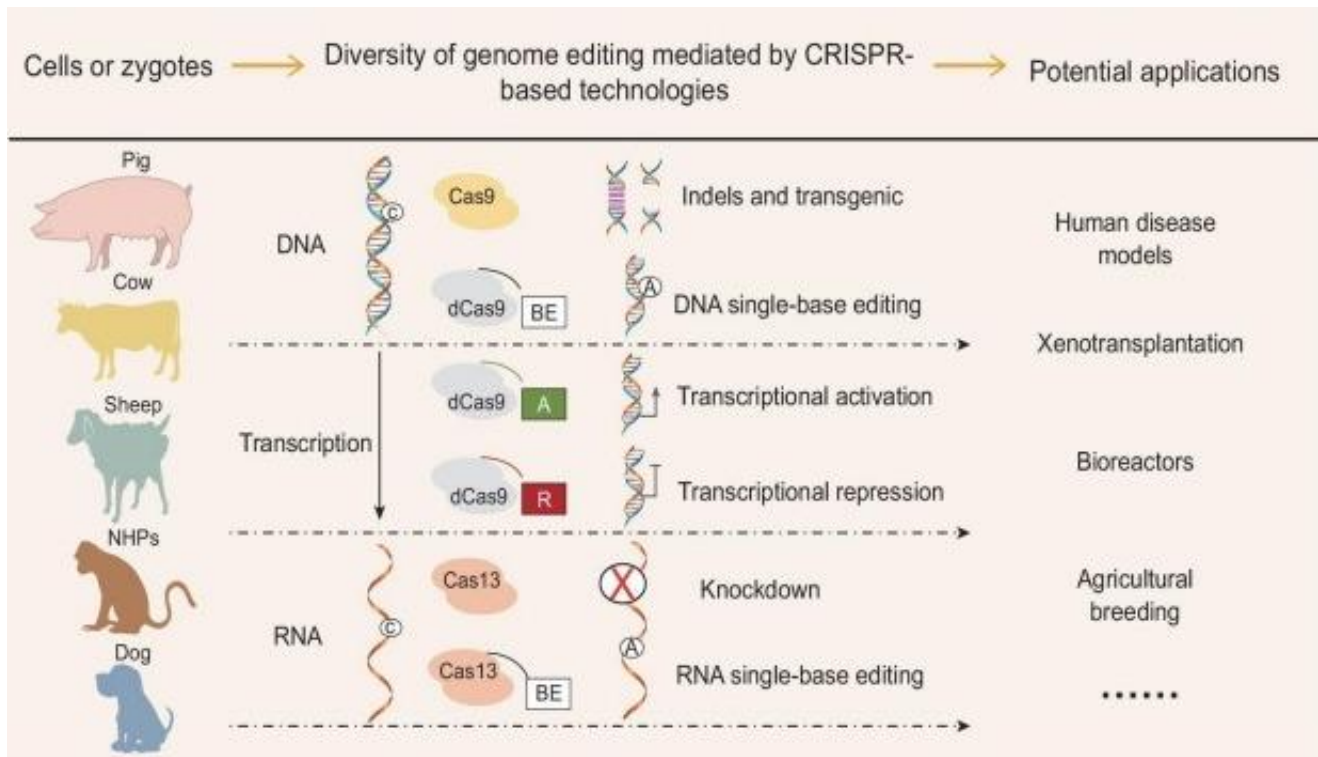 Cells or zygotes
Diversity of genome editing mediated by CRISPR-
based technologies
Potential applications
Pig
Cow
Sheep
NHPs
Dog
DNA
C
Cas9
Indels and transgenic
dCas9
BE
A
DNA single-base editing
Transcription
dCas9
A
Transcriptional activation
dCas9
R
Transcriptional repression
RNA
C
Cas13
X
Knockdown
Cas13
BE
A
RNA single-base editing
Human disease
models
Xenotransplantation
Bioreactors
Agricultural
breeding
......